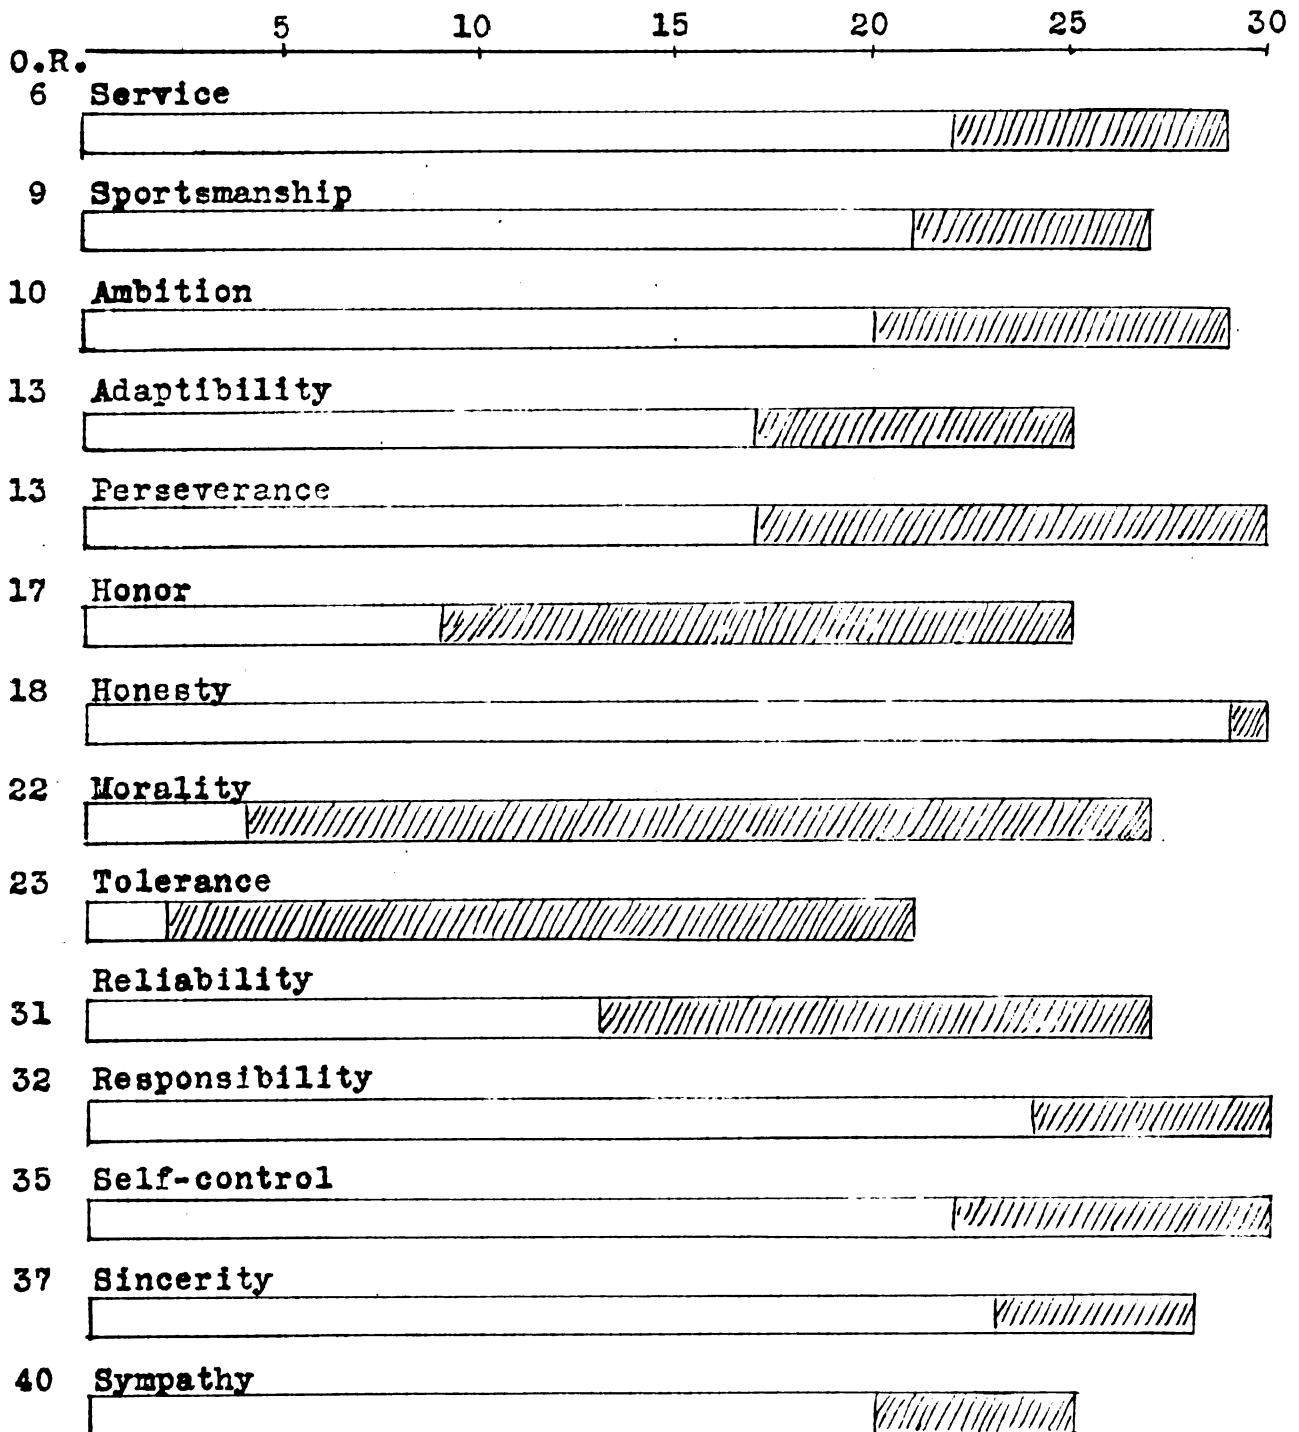 5 10 15 20 25 30
O.R.
6 Service
9 Sportsmanship
10 Ambition
13 Adaptibility
13 Perseverance
17 Honor
18 Honesty
22 Morality
23 Tolerance
Reliability
31
32 Responsibility
35 Self-control
37 Sincerity
40 Sympathy